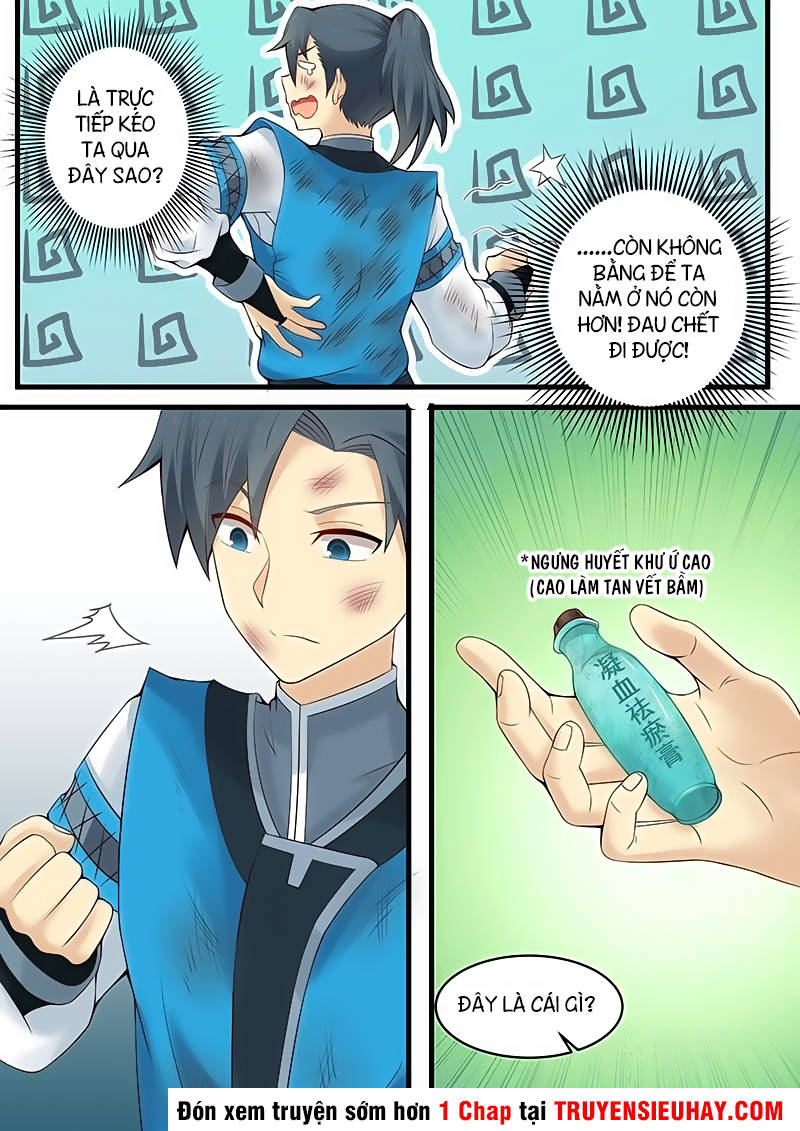 LÀ TRỰC
TIẾP KÉO
TA QUA
ĐÂY SAO?
......CÒN KHÔNG
BẰNG ĐỂ TA
NẰM Ở NÓ CÒN
HƠN! ĐAU CHẾT
ĐI ĐƯỢC!
*NGƯNG HUYẾT KHƯ Ứ CAO
(CAO LÀM TAN VẾT BẦM)
凝血祛瘀膏
ĐÂY LÀ CÁI GÌ?
Đón xem truyện sớm hơn 1 Chap tại TRUYENSIEUHAY.COM